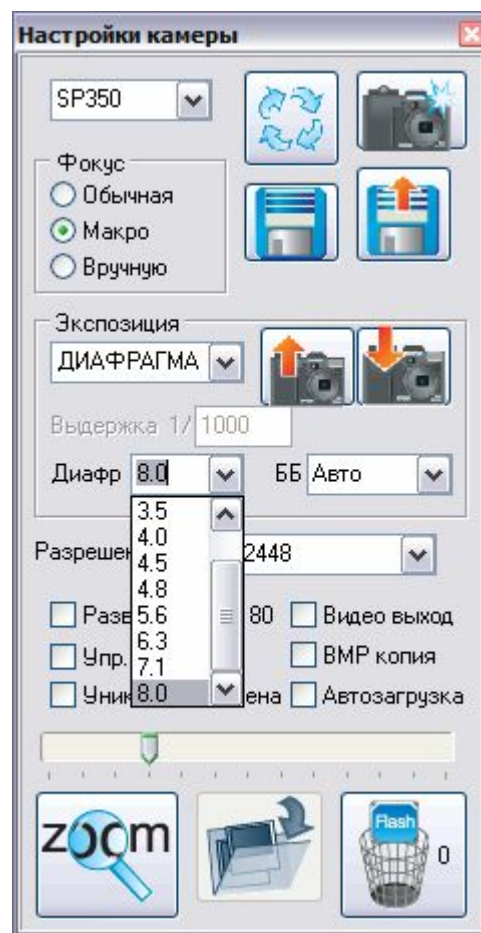 Настройки камеры
SP350
Фокус
Обычная
Макро
Вручную
Экспозиция
ДИАФРАГМА
Выдержка 1/ 1000
Диафр 8.0 ББ Авто
3.5
4.0
4.5
4.8
5.6
6.3
7.1
8.0
2448
80 Видео выход
Упр. BMP копия
Автозагрузка
zoom
Flash
0